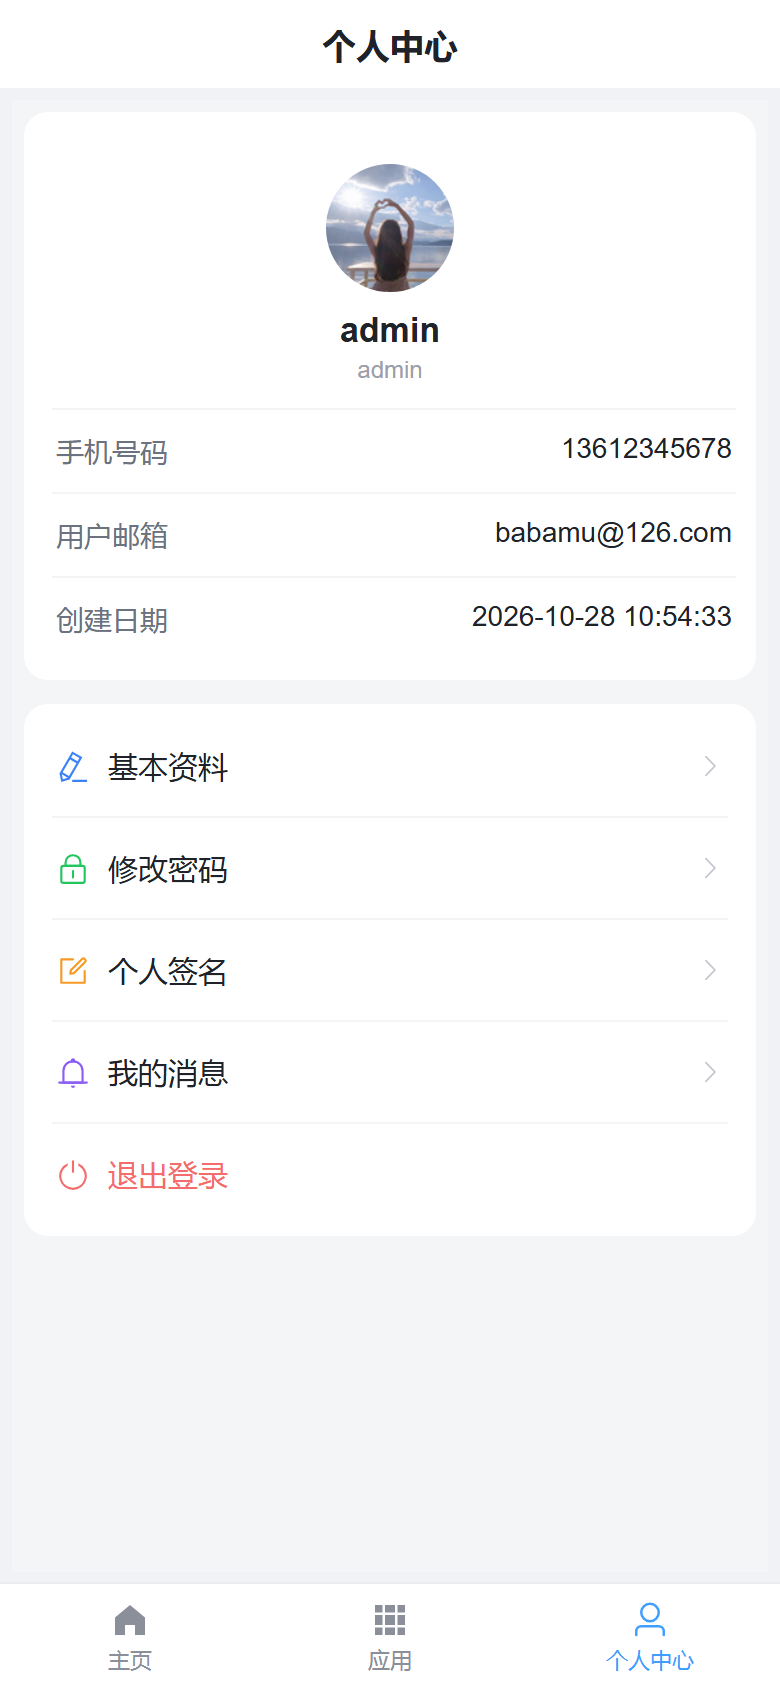 个人中心
admin
admin
手机号码 13612345678
用户邮箱 babamu@126.com
创建日期 2026-10-28 10:54:33
基本资料
修改密码
个人签名
我的消息
退出登录
主页 应用 个人中心